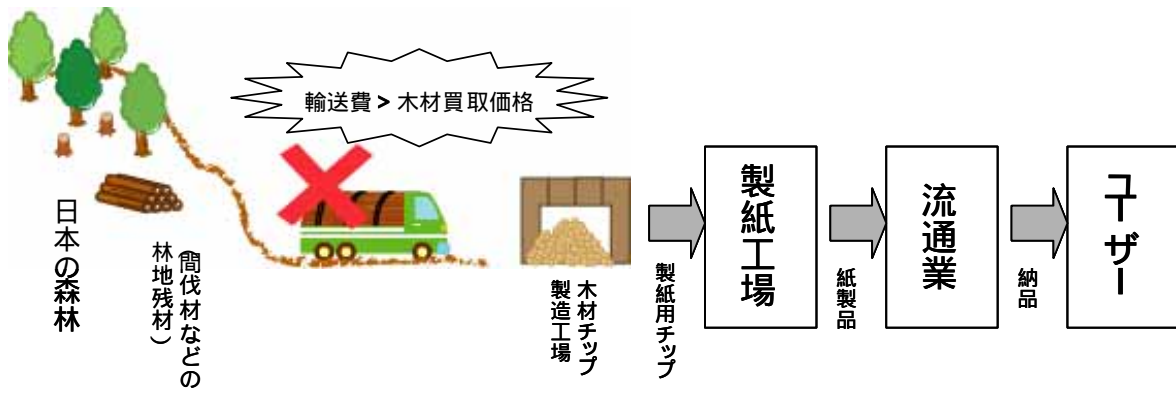 輸送費 > 木材買取価格
日本の森林
（間伐材などの
林地残材）
木材チップ
製造工場
製紙用チップ
製紙工場
紙製品
流通業
納品
ユーザー